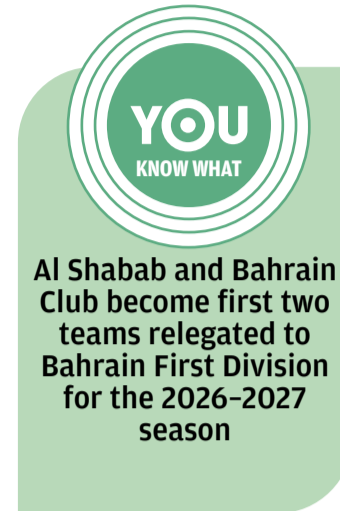 YOU
KNOW WHAT
Al Shabab and Bahrain
Club become first two
teams relegated to
Bahrain First Division
for the 2026-2027
season